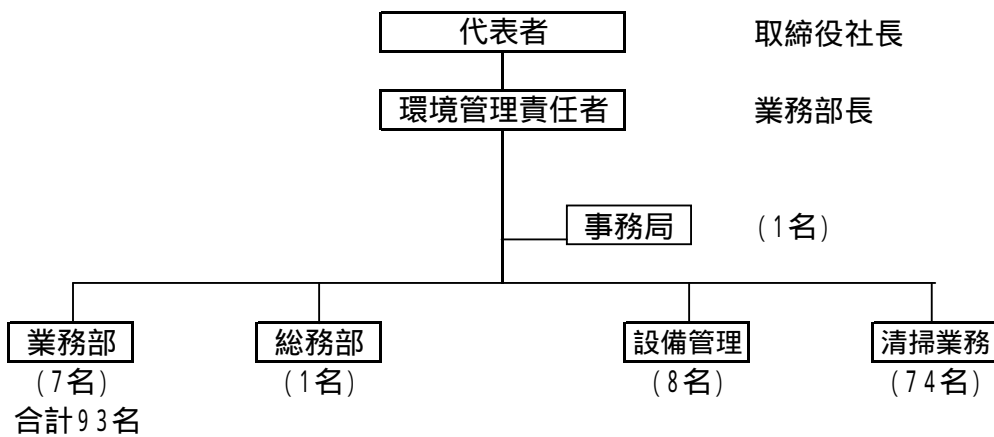 代表者 取締役社長
環境管理責任者 業務部長
事務局 (1名)
業務部 総務部 設備管理 清掃業務
(7名) (1名) (8名) (74名)
合計93名